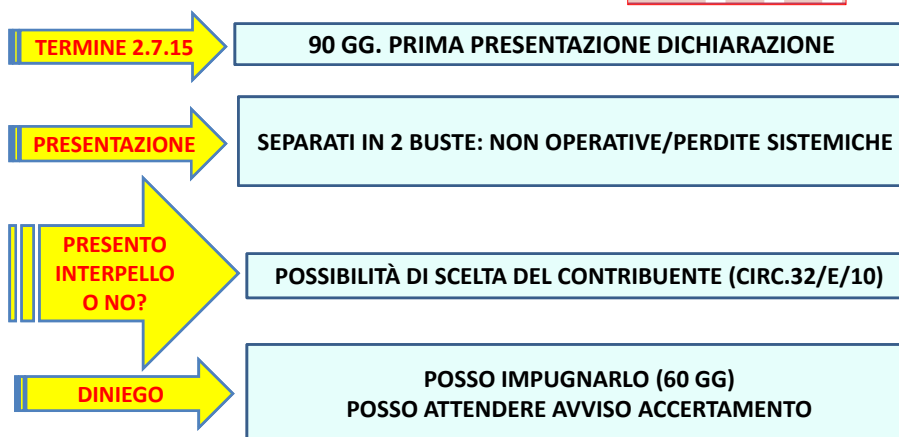 TERMINE 2.7.15
90 GG. PRIMA PRESENTAZIONE DICHIARAZIONE
PRESENTAZIONE
SEPARATI IN 2 BUSTE: NON OPERATIVE/PERDITE SISTEMICHE
PRESENTO
INTERPELLO
O NO?
POSSIBILITÀ DI SCELTA DEL CONTRIBUENTE (CIRC.32/E/10)
DINIEGO
POSSO IMPUGNARLO (60 GG)
POSSO ATTENDERE AVVISO ACCERTAMENTO